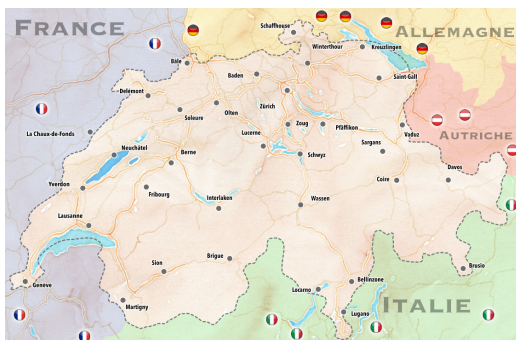 FRANCE
ALLEMAGNE
Schaffhouse
Winterthour
Kreuzlingen
Bâle
Baden
Saint-Gall
Delémont
Zürich
Olten
Soleure
Zoug
Pfäffikon
AUTRICHE
La Chaux-de-Fonds
Vaduz
Lucerne
Sargans
Neuchâtel
Schwyz
Berne
Davos
Coire
Yverdon
Fribourg
Interlaken
Wassen
Lausanne
Brigue
Sion
Brusio
Genève
Bellinzone
Locarno
Martigny
ITALIE
Lugano